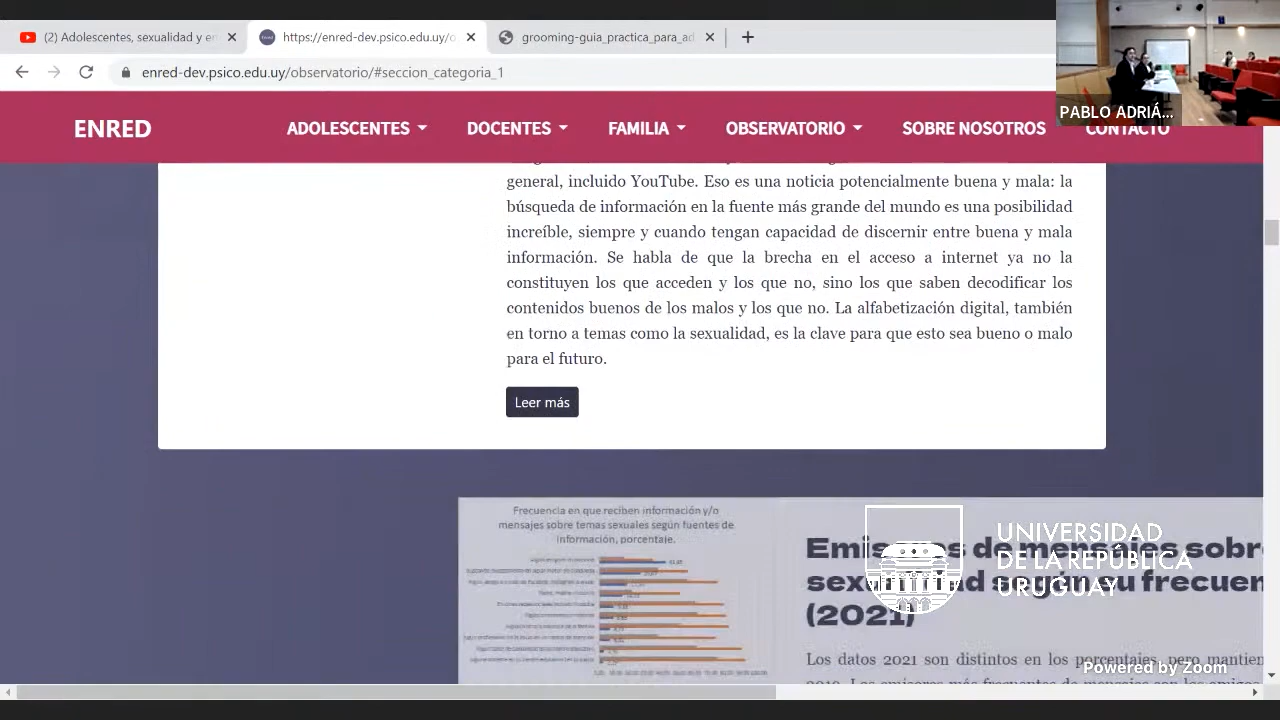 (2) Adolescentes, sexualidad y en
https://enred-dev.psico.edu.uy/o
grooming-guia_practica_para_ad
enred-dev.psico.edu.uy/observatorio/#seccion_categoria_1
PABLO ADRIÁ...
ENRED
ADOLESCENTES
DOCENTES
FAMILIA
OBSERVATORIO
SOBRE NOSOTROS
CONTACTO
general, incluido YouTube. Eso es una noticia potencialmente buena y mala: la
búsqueda de información en la fuente más grande del mundo es una posibilidad
increíble, siempre y cuando tengan capacidad de discernir entre buena y mala
información. Se habla de que la brecha en el acceso a internet ya no la
constituyen los que acceden y los que no, sino los que saben decodificar los
contenidos buenos de los malos y los que no. La alfabetización digital, también
en torno a temas como la sexualidad, es la clave para que esto sea bueno o malo
para el futuro.
Leer más
Frecuencia en que reciben información y/o
mensajes sobre temas sexuales según fuentes de
información, porcentaje.
Emisores de mensajes sobr
sexualidad su frecuen
(2021)
Los datos 2021 son distintos en los porcentajes, pero mantien
UNIVERSIDAD
DE LA REPÚBLICA
URUGUAY
Powered by Zoom